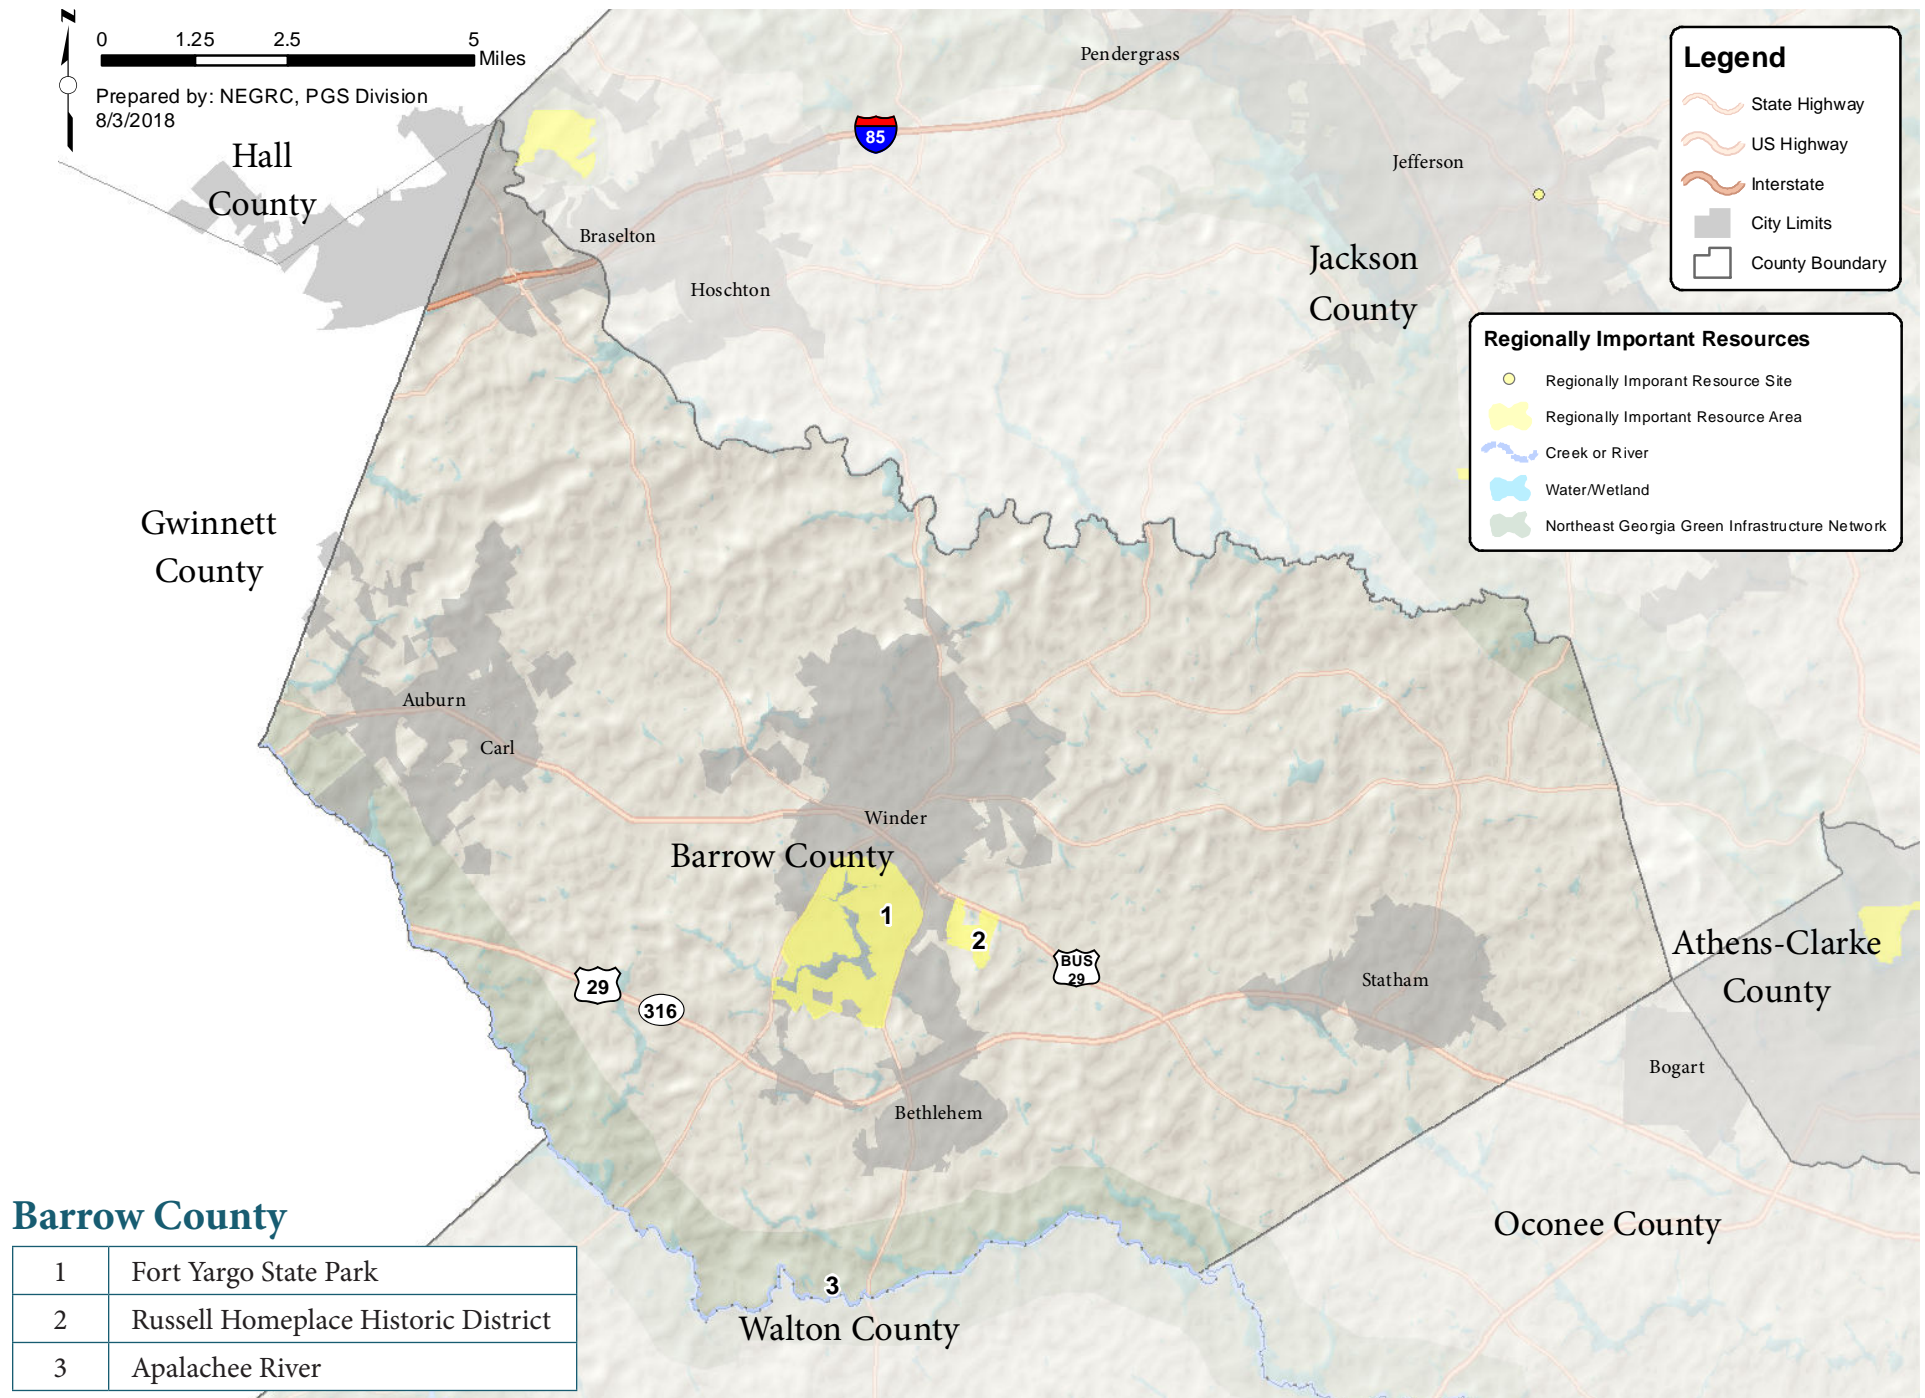 N
0 1.25 2.5 5
Miles
Prepared by: NEGRC, PGS Division
8/3/2018
Hall
County
Pendergrass
85
Jefferson
Braselton
Hoschton
Jackson
County
Legend
State Highway
US Highway
Interstate
City Limits
County Boundary
Regionally Important Resources
Regionally Imporant Resource Site
Regionally Important Resource Area
Creek or River
Water/Wetland
Northeast Georgia Green Infrastructure Network
Gwinnett
County
Auburn
Carl
Winder
Barrow County
1
2
29
316
BUS
29
Statham
Athens-Clarke
County
Bogart
Bethlehem
Oconee County
3
Walton County
Barrow County
1 Fort Yargo State Park
2 Russell Homeplace Historic District
3 Apalachee River